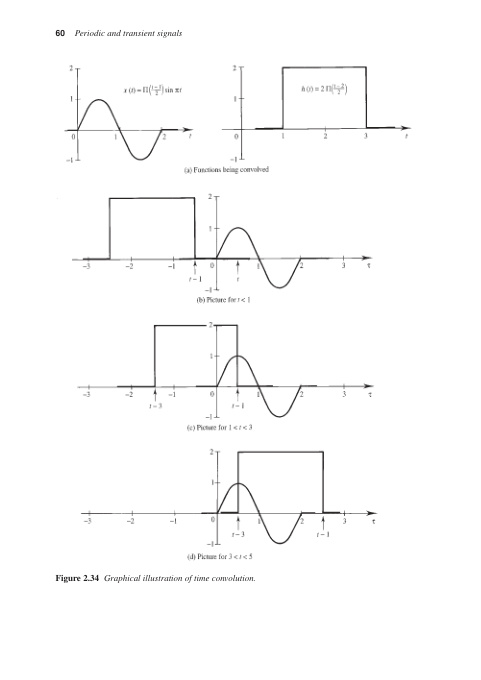 60 Periodic and transient signals
2
x (t) = Π((t−1)/2) sin πt
1
0 1 2 t
−1
2
h (t) = 2 Π((t−2)/2)
1
0 1 2 3 t
−1
(a) Functions being convolved
2
1
−3 −2 −1 0 1 2 3 τ
t−1 t
−1
(b) Picture for t < 1
2
1
−3 −2 −1 0 1 2 3 τ
t−3 t−1
−1
(c) Picture for 1 < t < 3
2
1
−3 −2 −1 0 1 2 3 τ
t−3 t−1
−1
(d) Picture for 3 < t < 5
Figure 2.34 Graphical illustration of time convolution.